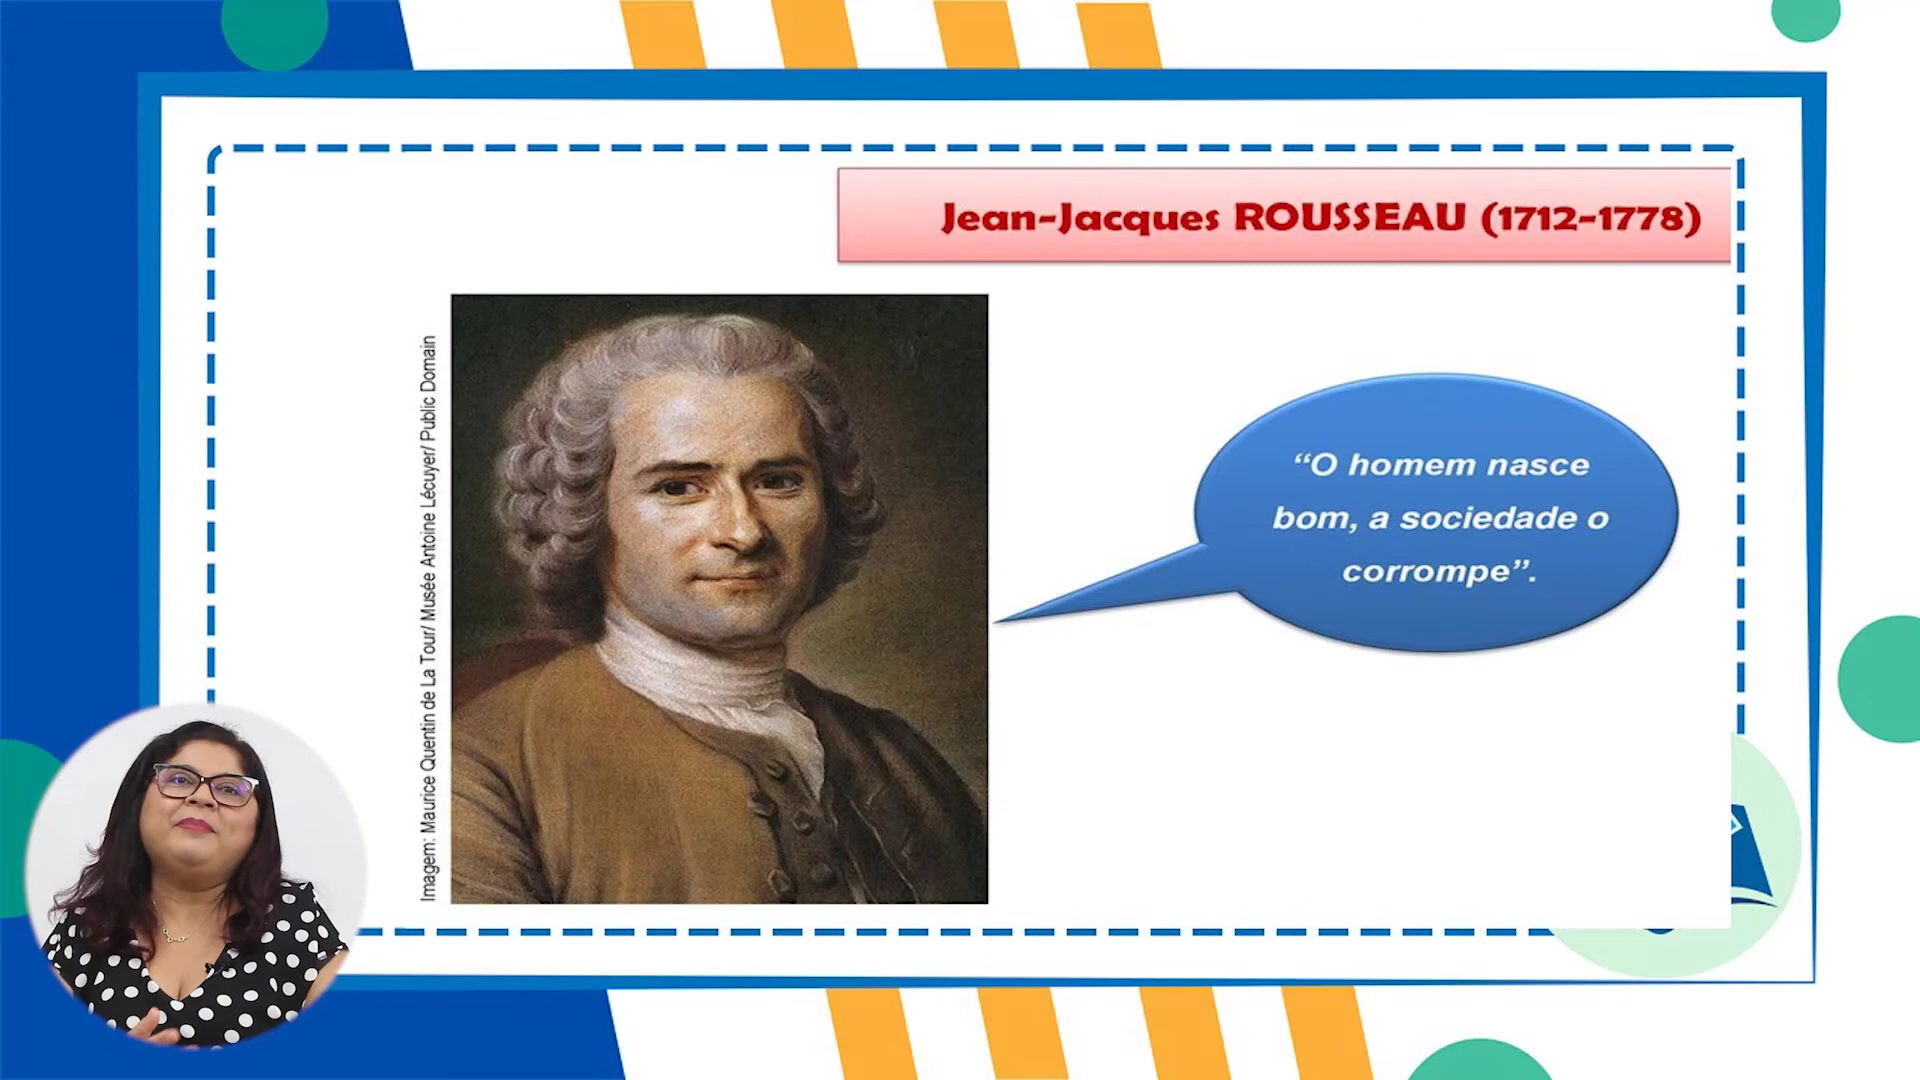 Jean-Jacques ROUSSEAU (1712-1778)
Imagem: Maurice Quentin de La Tour/ Musée Antoine Lécuyer/ Public Domain
“O homem nasce
bom, a sociedade o
corrompe”.